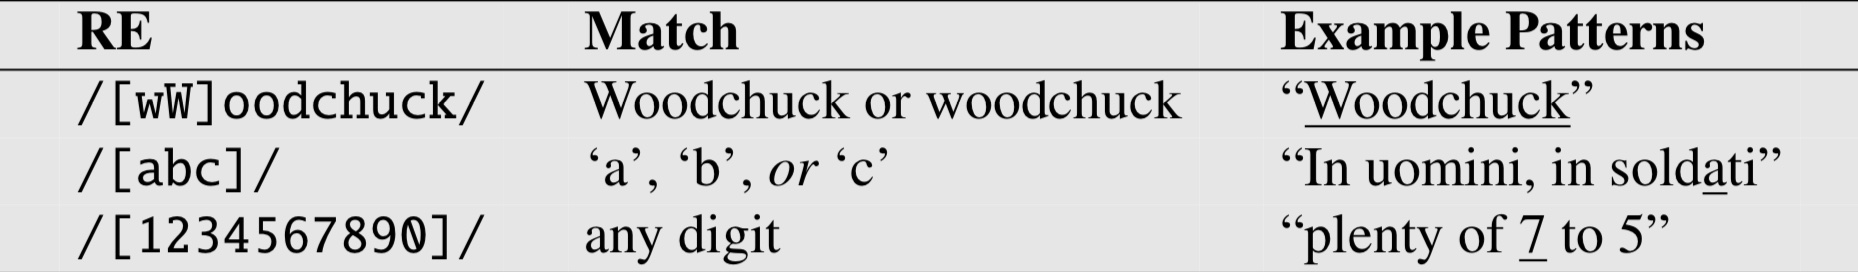 RE Match Example Patterns
/[wW]oodchuck/ Woodchuck or woodchuck “Woodchuck”
/[abc]/ ‘a’, ‘b’, or ‘c’ “In uomini, in soldati”
/[1234567890]/ any digit “plenty of 7 to 5”